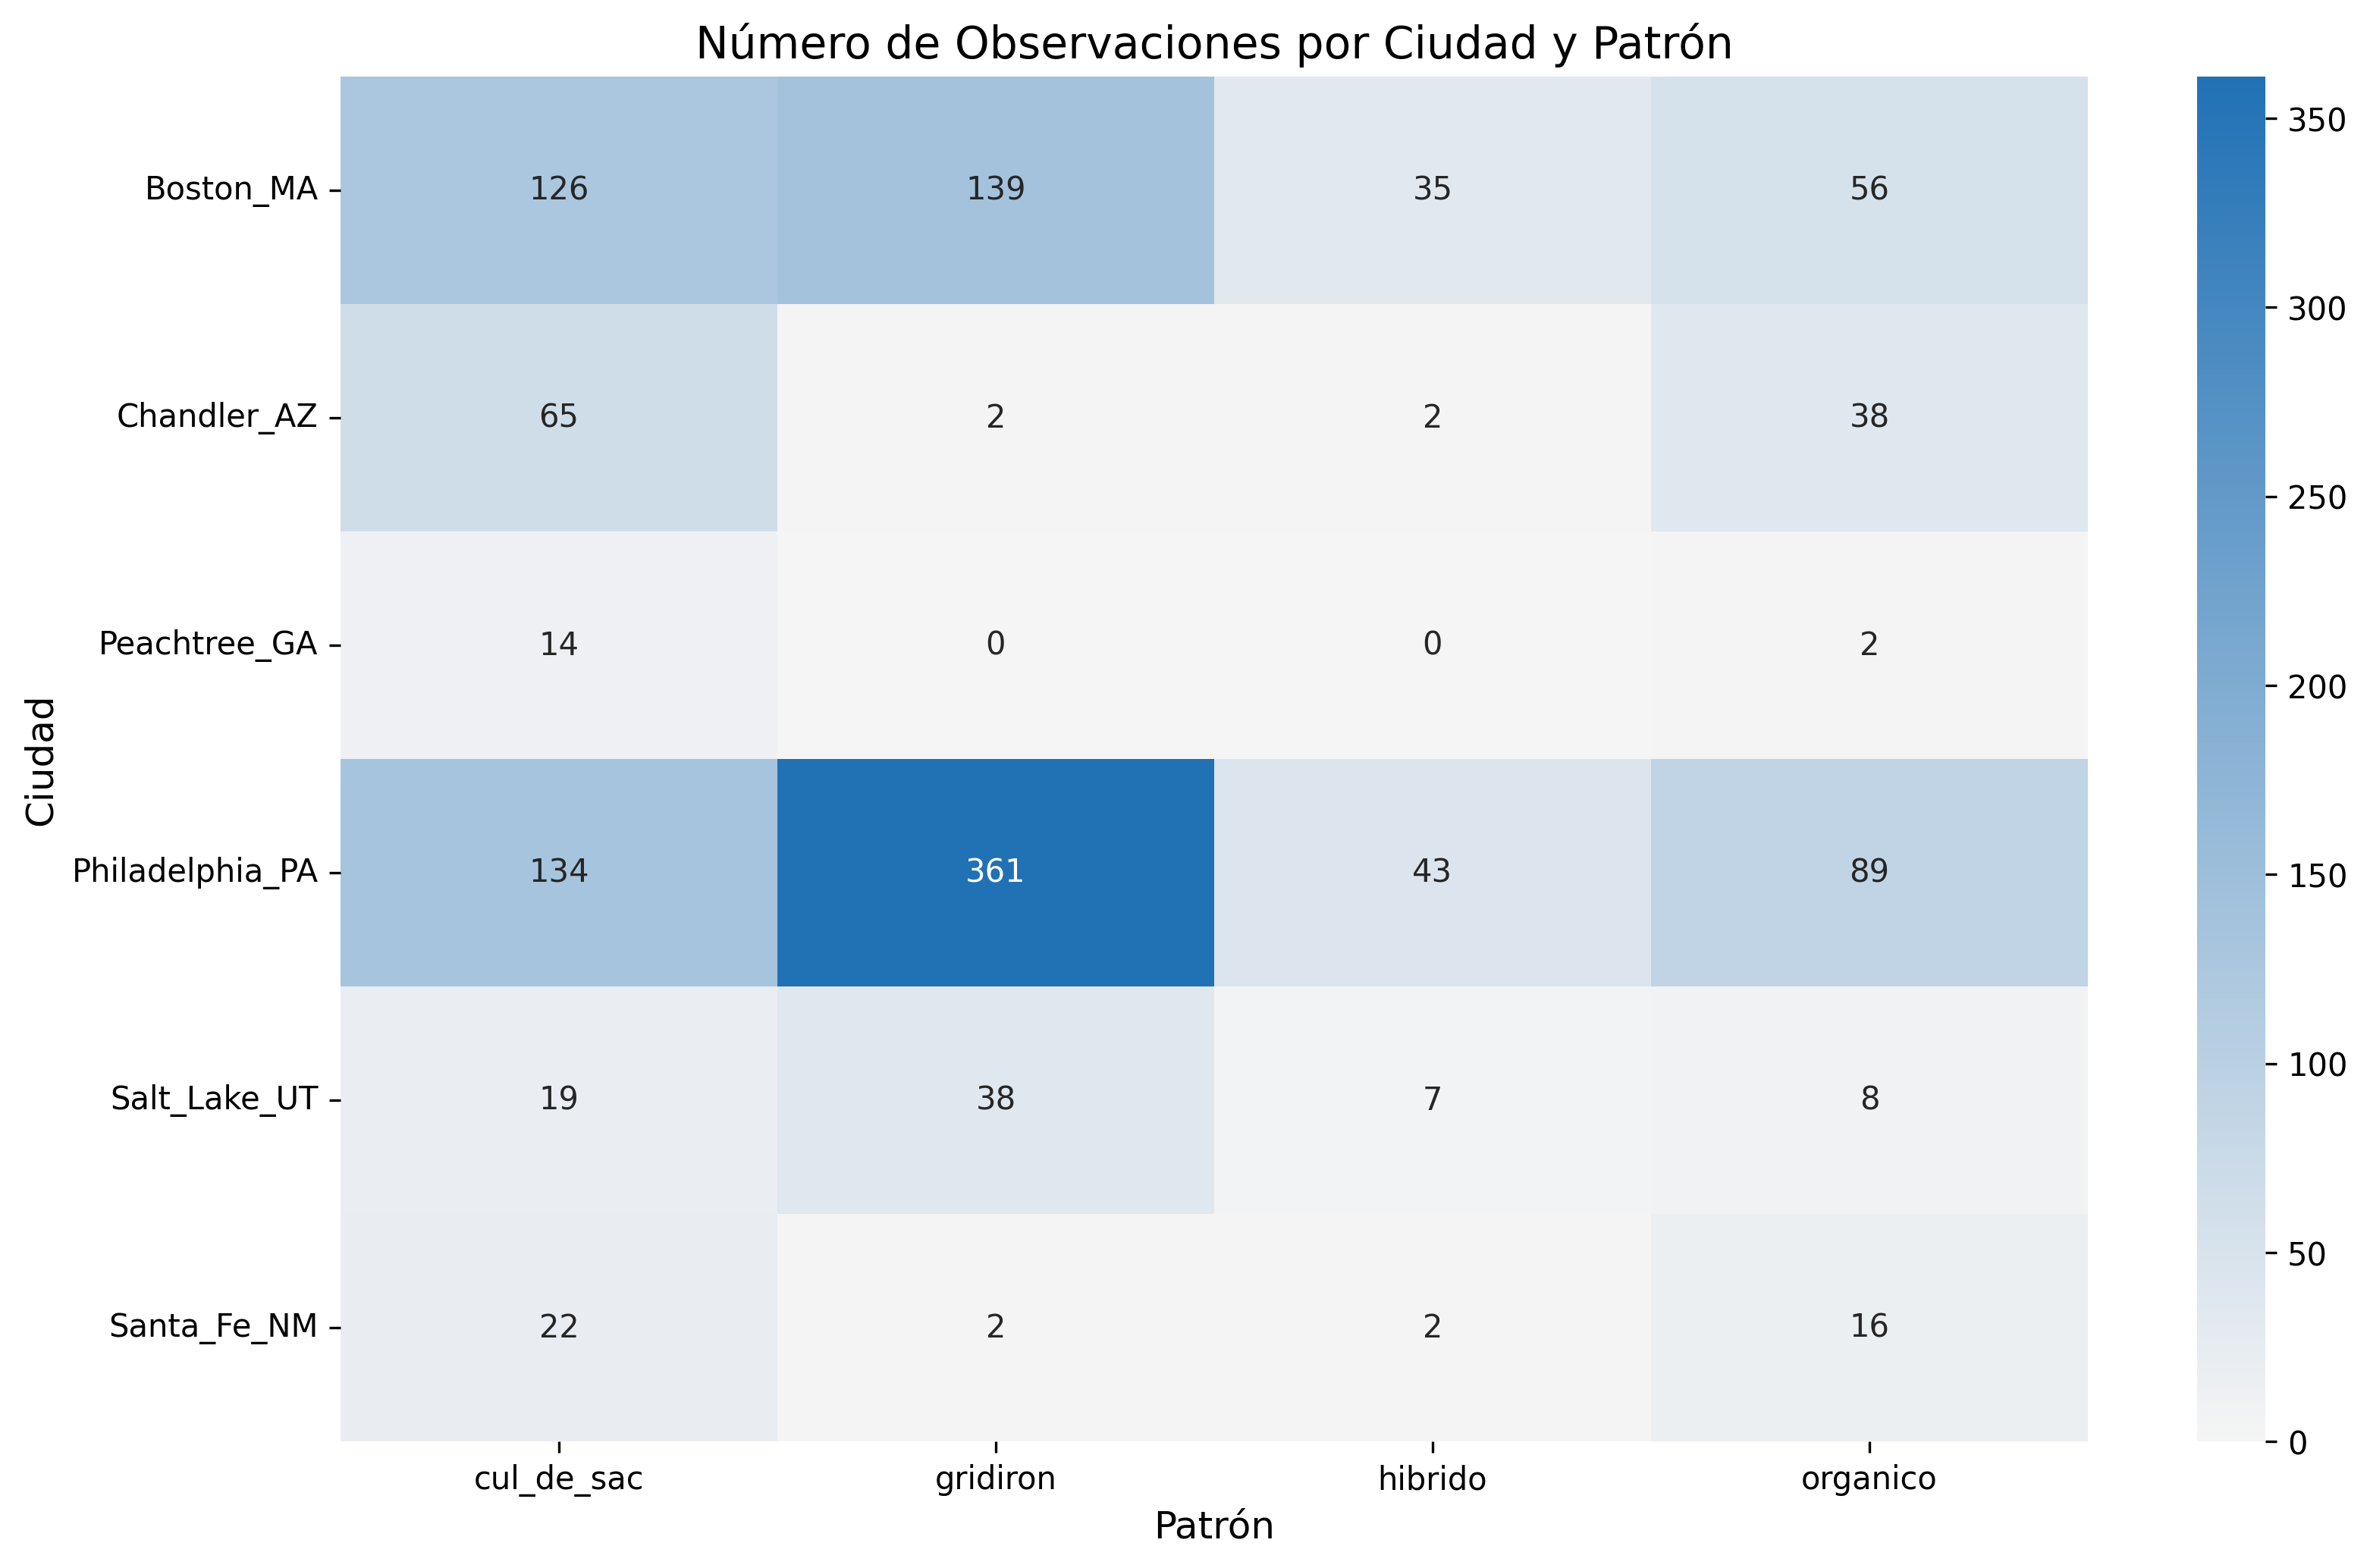 Número de Observaciones por Ciudad y Patrón
Ciudad
Boston_MA 126 139 35 56
Chandler_AZ 65 2 2 38
Peachtree_GA 14 0 0 2
Philadelphia_PA 134 361 43 89
Salt_Lake_UT 19 38 7 8
Santa_Fe_NM 22 2 2 16
cul_de_sac gridiron hibrido organico
Patrón
350
300
250
200
150
100
50
0